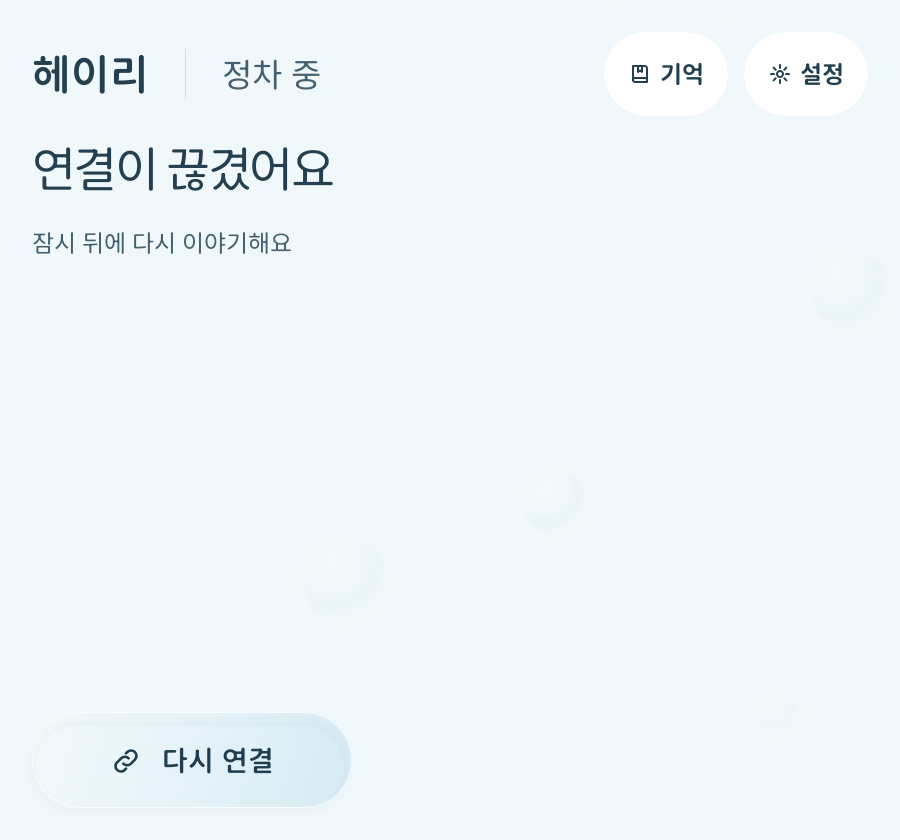 헤이리 정차 중 기억 설정
연결이 끊겼어요
잠시 뒤에 다시 이야기해요
다시 연결